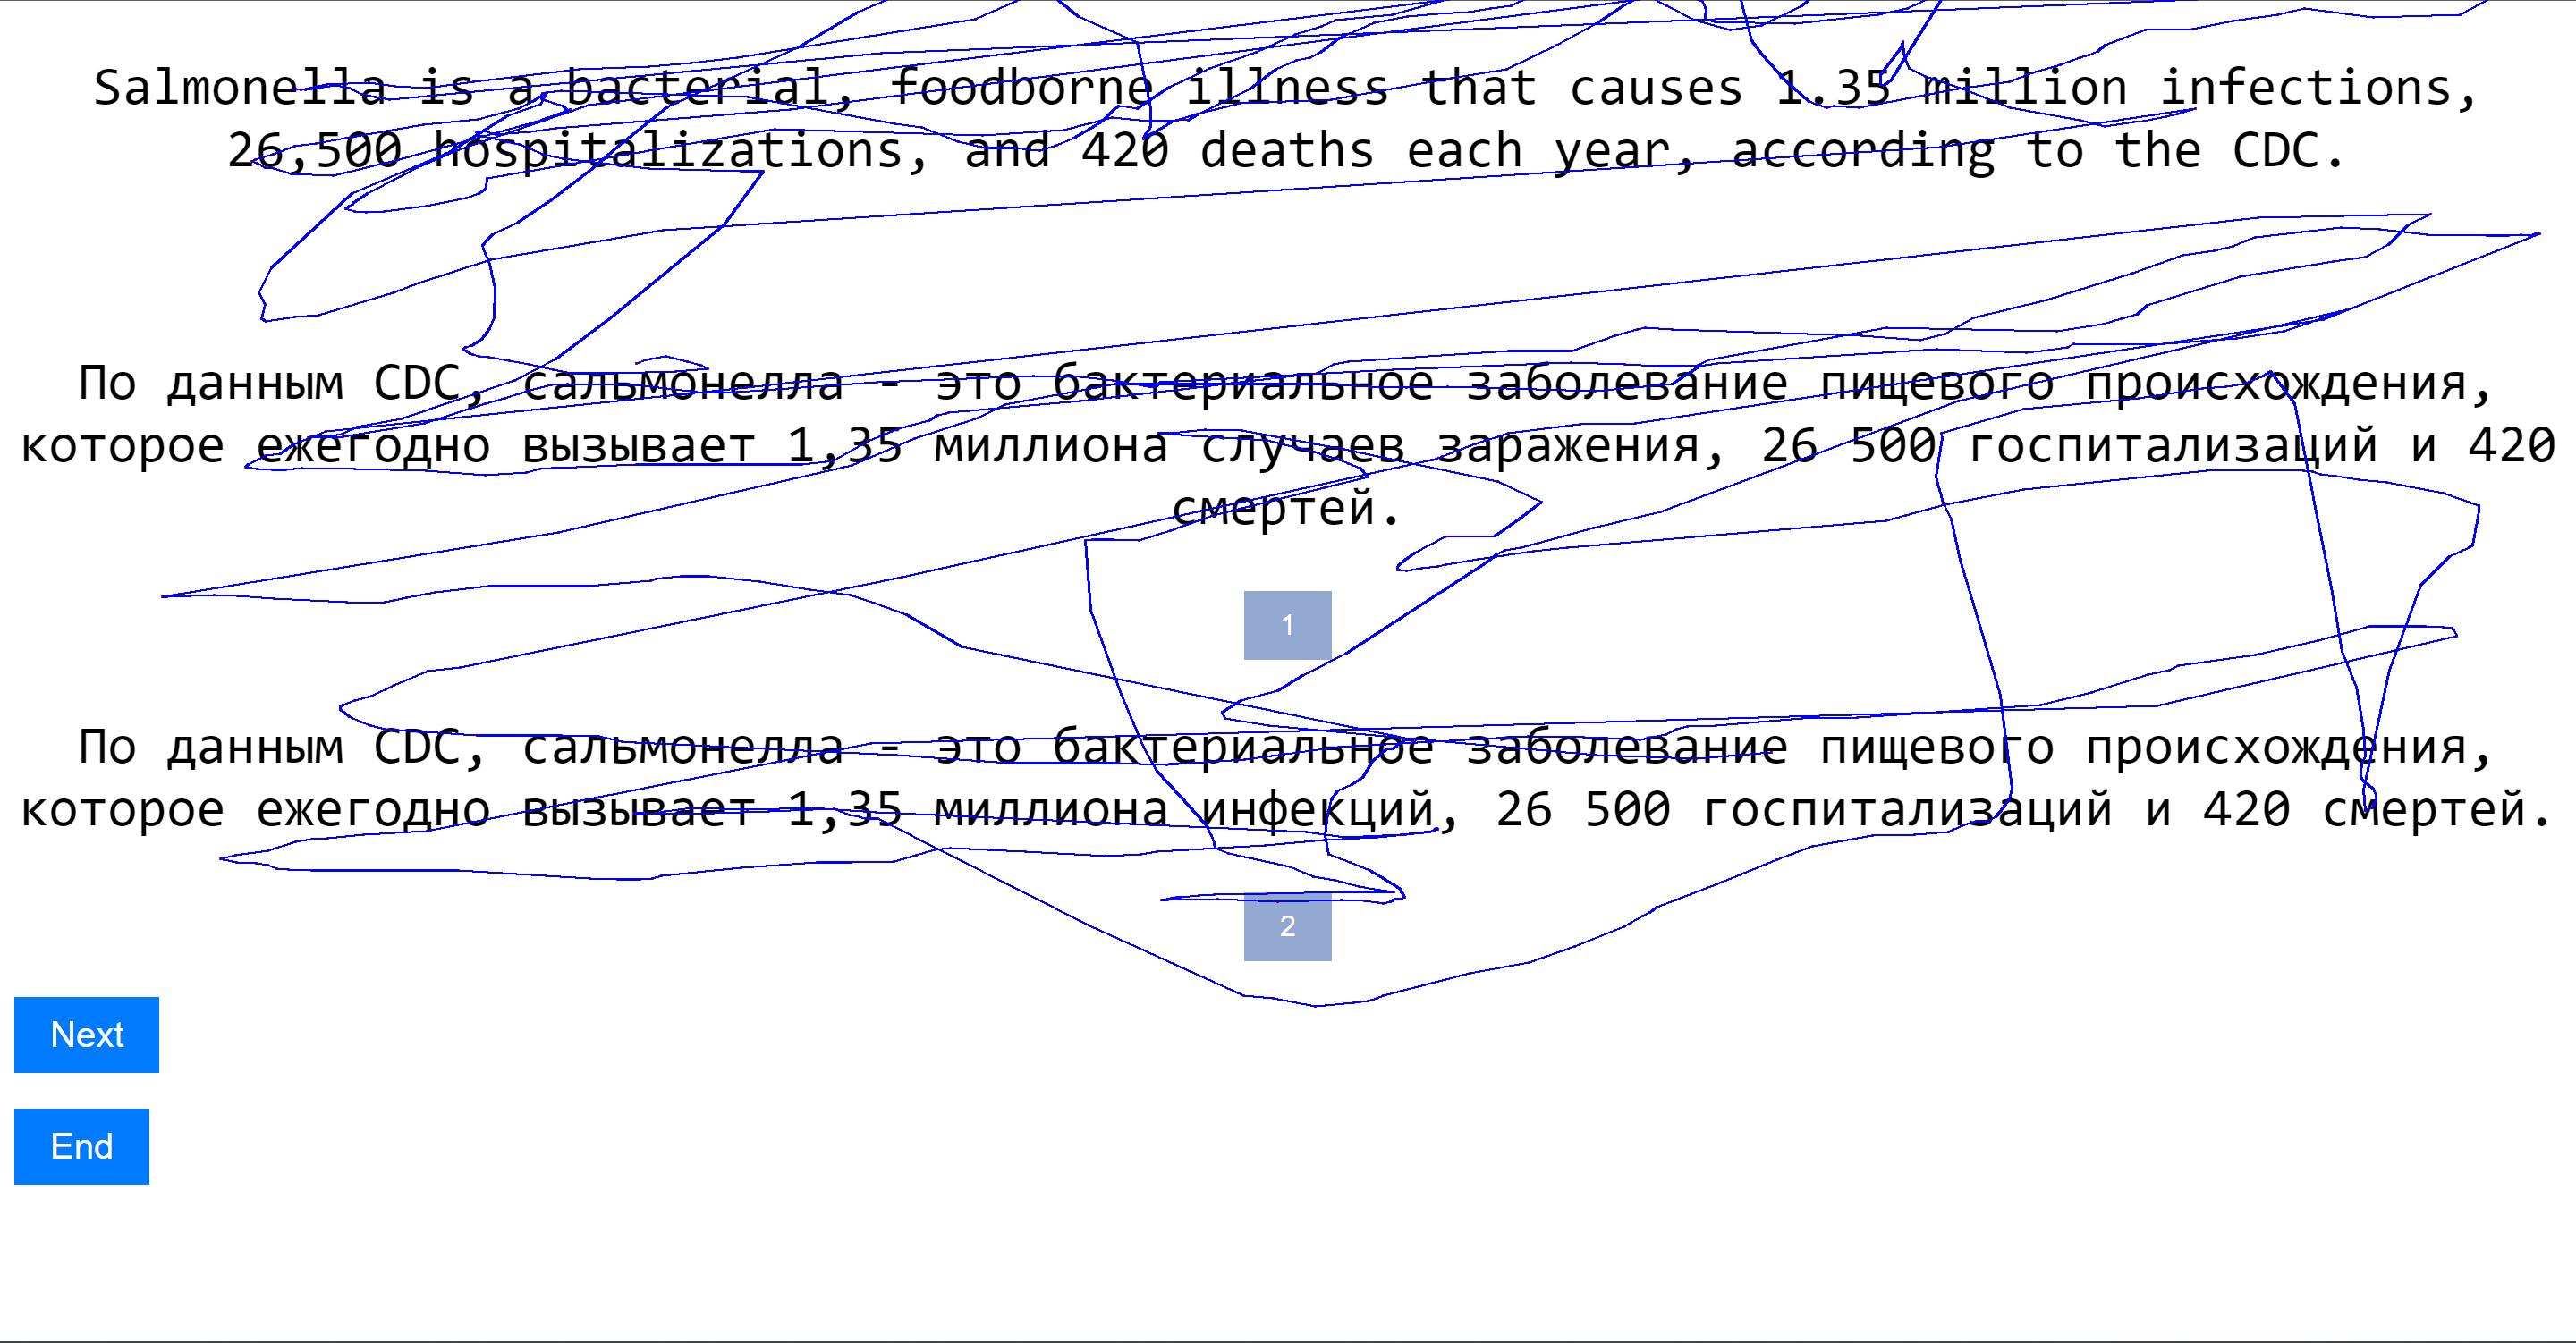 Salmonella is a bacterial, foodborne illness that causes 1.35 million infections,
26,500 hospitalizations, and 420 deaths each year, according to the CDC.
По данным CDC, сальмонелла - это бактериальное заболевание пищевого происхождения,
которое ежегодно вызывает 1,35 миллиона случаев заражения, 26 500 госпитализаций и 420
смертей.
1
По данным CDC, сальмонелла - это бактериальное заболевание пищевого происхождения,
которое ежегодно вызывает 1,35 миллиона инфекций, 26 500 госпитализаций и 420 смертей.
2
Next
End